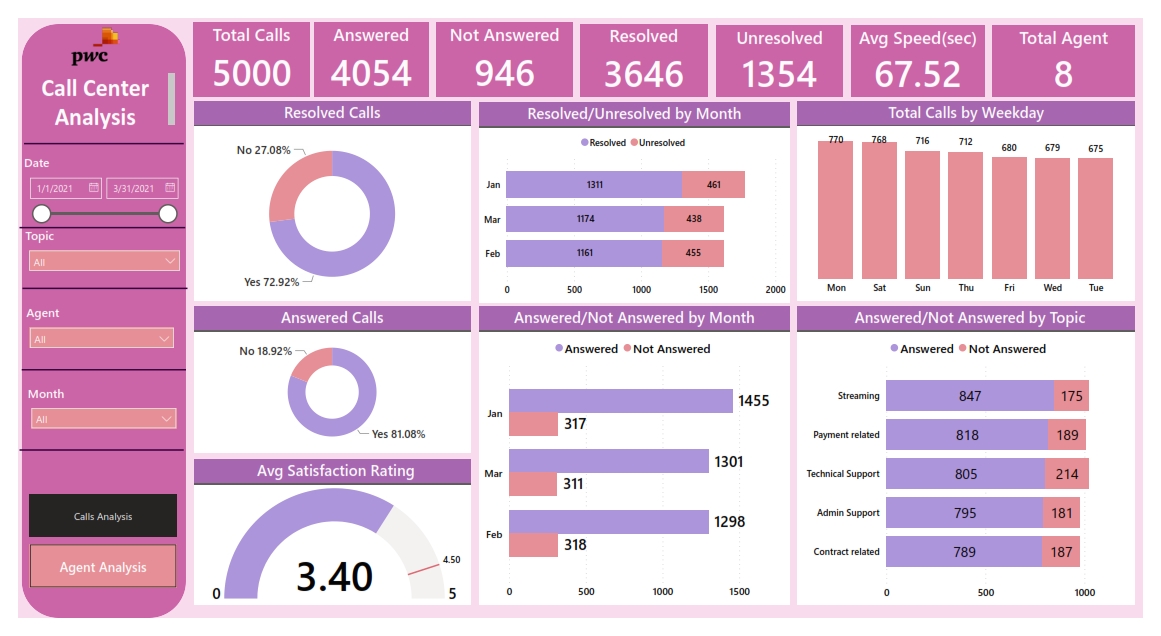 pwc
Call Center
Analysis
Date
1/1/2021
3/31/2021
Topic
All
Agent
All
Month
All
Calls Analysis
Agent Analysis
Total Calls
5000
Answered
4054
Not Answered
946
Resolved
3646
Unresolved
1354
Avg Speed(sec)
67.52
Total Agent
8
Resolved Calls
No 27.08%
Yes 72.92%
Resolved/Unresolved by Month
Resolved Unresolved
Jan 1311 461
Mar 1174 438
Feb 1161 455
0 500 1000 1500 2000
Total Calls by Weekday
770 768 716 712 680 679 675
Mon Sat Sun Thu Fri Wed Tue
Answered Calls
No 18.92%
Yes 81.08%
Avg Satisfaction Rating
4.50
3.40
0 5
Answered/Not Answered by Month
Answered Not Answered
Jan 1455
317
Mar 1301
311
Feb 1298
318
0 500 1000 1500
Answered/Not Answered by Topic
Answered Not Answered
Streaming 847 175
Payment related 818 189
Technical Support 805 214
Admin Support 795 181
Contract related 789 187
0 500 1000